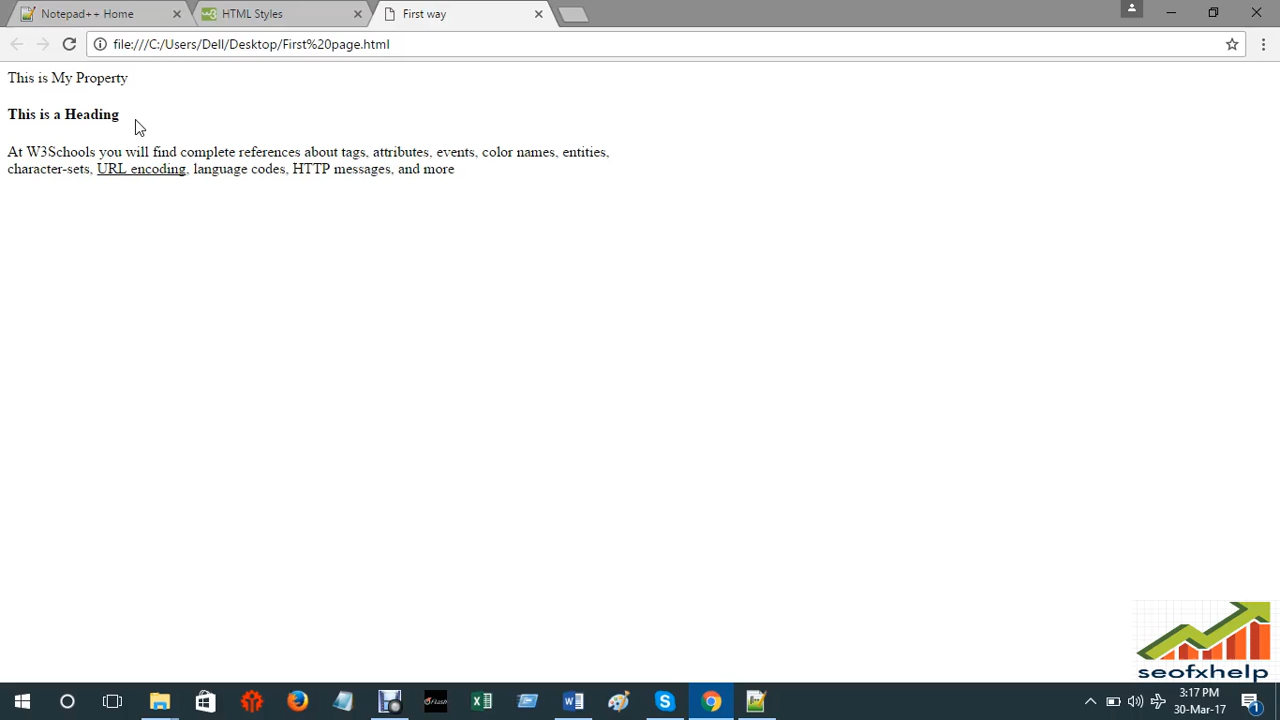 Notepad++ Home
HTML Styles
First way
file:///C:/Users/Dell/Desktop/First%20page.html
This is My Property
This is a Heading
At W3Schools you will find complete references about tags, attributes, events, color names, entities,
character-sets, URL encoding, language codes, HTTP messages, and more
seofxhelp
3:17 PM
30-Mar-17
1